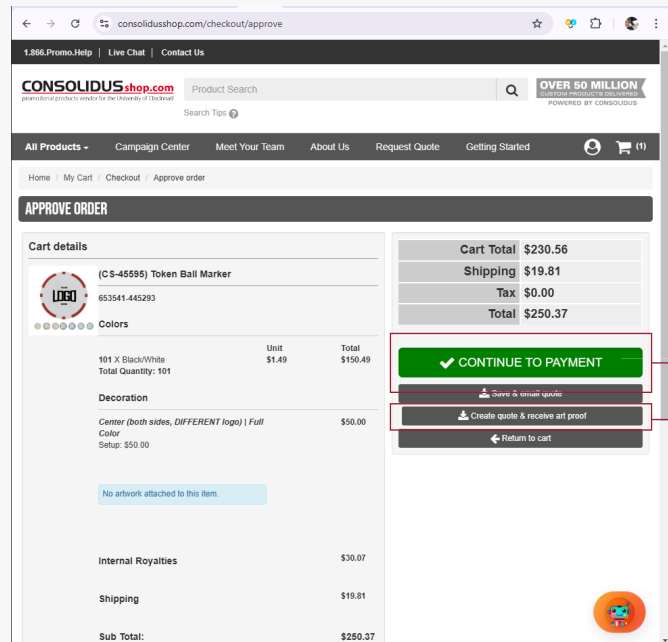 consolidusshop.com/checkout/approve
1.866.Promo.Help | Live Chat | Contact Us
CONSOLIDUS shop.com
promotional products vendor for the University of Cincinnati
Product Search
OVER 50 MILLION
CUSTOM PRODUCTS DELIVERED
POWERED BY CONSOLIDUS
Search Tips
All Products
Campaign Center
Meet Your Team
About Us
Request Quote
Getting Started
(1)
Home / My Cart / Checkout / Approve order
APPROVE ORDER
Cart details
(CS-45595) Token Ball Marker
LOGO
653541-445293
Colors
Unit Total
101 X Black/White $1.49 $150.49
Total Quantity: 101
Decoration
Center (both sides, DIFFERENT logo) | Full $50.00
Color
Setup: $50.00
No artwork attached to this item.
Internal Royalties $30.07
Shipping $19.81
Sub Total: $250.37
Cart Total $230.56
Shipping $19.81
Tax $0.00
Total $250.37
CONTINUE TO PAYMENT
Save & email quote
Create quote & receive art proof
Return to cart